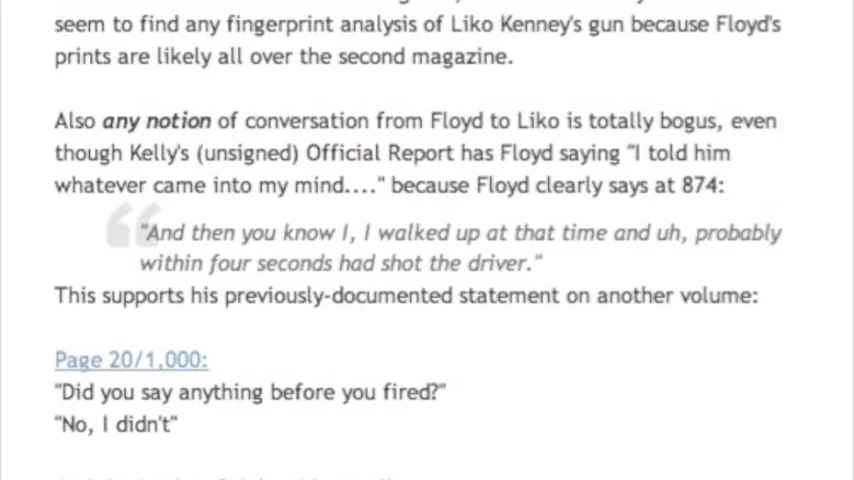 seem to find any fingerprint analysis of Liko Kenney's gun because Floyd's
prints are likely all over the second magazine.
Also any notion of conversation from Floyd to Liko is totally bogus, even
though Kelly's (unsigned) Official Report has Floyd saying "I told him
whatever came into my mind...." because Floyd clearly says at 874:
"And then you know I, I walked up at that time and uh, probably
within four seconds had shot the driver."
This supports his previously-documented statement on another volume:
Page 20/1,000:
"Did you say anything before you fired?"
"No, I didn't"